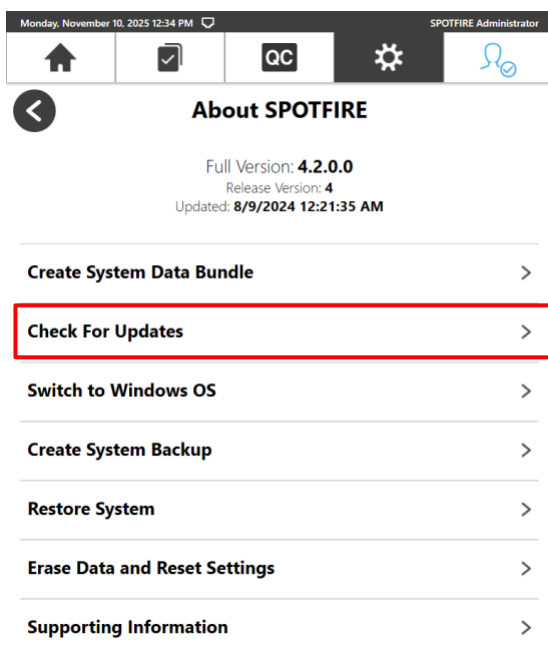 Monday, November 10, 2025 12:34 PM
SPOTFIRE Administrator
QC
About SPOTFIRE
Full Version: 4.2.0.0
Release Version: 4
Updated: 8/9/2024 12:21:35 AM
Create System Data Bundle
Check For Updates
Switch to Windows OS
Create System Backup
Restore System
Erase Data and Reset Settings
Supporting Information